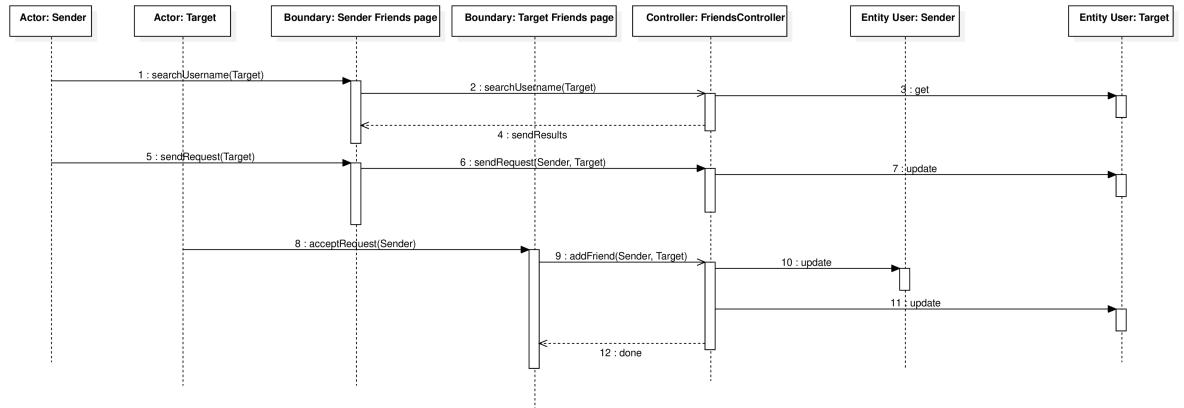 Actor: Sender
Actor: Target
Boundary: Sender Friends page
Boundary: Target Friends page
Controller: FriendsController
Entity User: Sender
Entity User: Target
1 : searchUsername(Target)
2 : searchUsername(Target)
3 : get
4 : sendResults
5 : sendRequest(Target)
6 : sendRequest(Sender, Target)
7 : update
8 : acceptRequest(Sender)
9 : addFriend(Sender, Target)
10 : update
11 : update
12 : done